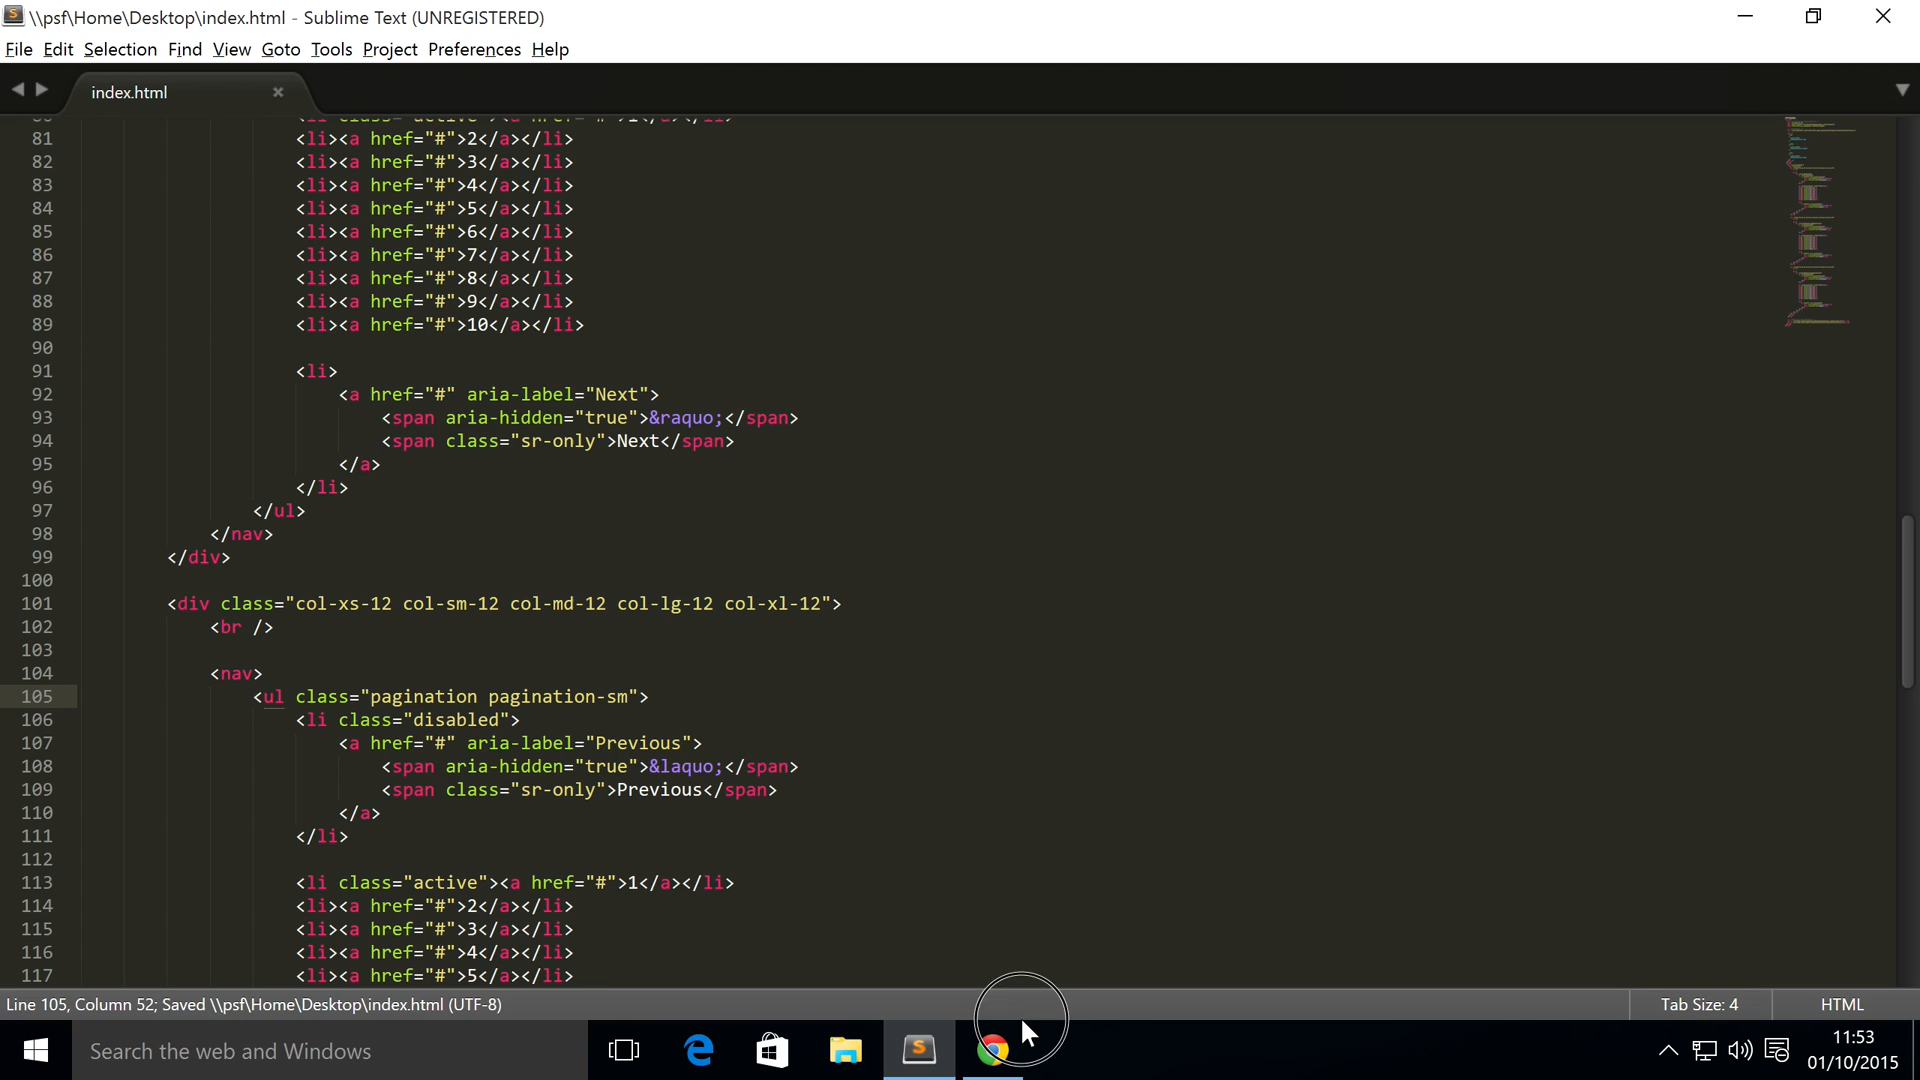 \\psf\Home\Desktop\index.html - Sublime Text (UNREGISTERED)
File Edit Selection Find View Goto Tools Project Preferences Help
index.html
80 <li class="active"><a href="#">1</a></li>
81 <li><a href="#">2</a></li>
82 <li><a href="#">3</a></li>
83 <li><a href="#">4</a></li>
84 <li><a href="#">5</a></li>
85 <li><a href="#">6</a></li>
86 <li><a href="#">7</a></li>
87 <li><a href="#">8</a></li>
88 <li><a href="#">9</a></li>
89 <li><a href="#">10</a></li>
90
91 <li>
92 <a href="#" aria-label="Next">
93 <span aria-hidden="true">&raquo;</span>
94 <span class="sr-only">Next</span>
95 </a>
96 </li>
97 </ul>
98 </nav>
99 </div>
100
101 <div class="col-xs-12 col-sm-12 col-md-12 col-lg-12 col-xl-12">
102 <br />
103
104 <nav>
105 <ul class="pagination pagination-sm">
106 <li class="disabled">
107 <a href="#" aria-label="Previous">
108 <span aria-hidden="true">&laquo;</span>
109 <span class="sr-only">Previous</span>
110 </a>
111 </li>
112
113 <li class="active"><a href="#">1</a></li>
114 <li><a href="#">2</a></li>
115 <li><a href="#">3</a></li>
116 <li><a href="#">4</a></li>
117 <li><a href="#">5</a></li>
Line 105, Column 52; Saved \\psf\Home\Desktop\index.html (UTF-8) Tab Size: 4 HTML
Search the web and Windows
11:53
01/10/2015